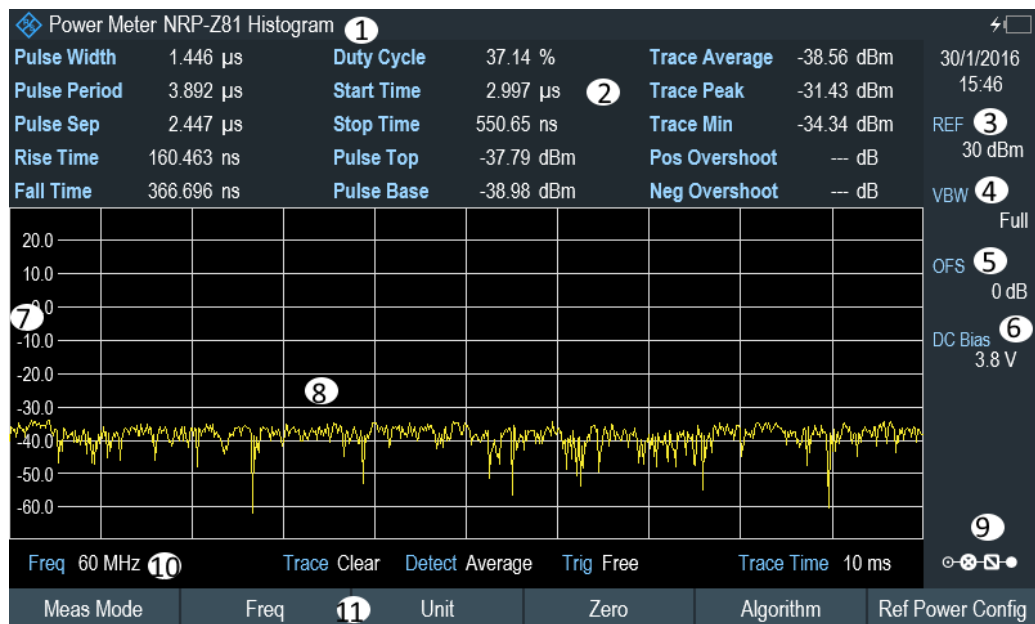 Power Meter NRP-Z81 Histogram 1
Pulse Width 1.446 µs Duty Cycle 37.14 % Trace Average -38.56 dBm
Pulse Period 3.892 µs Start Time 2.997 µs 2 Trace Peak -31.43 dBm
Pulse Sep 2.447 µs Stop Time 550.65 ns Trace Min -34.34 dBm
Rise Time 160.463 ns Pulse Top -37.79 dBm Pos Overshoot --- dB
Fall Time 366.696 ns Pulse Base -38.98 dBm Neg Overshoot --- dB
30/1/2016
15:46
REF 3
30 dBm
VBW 4
Full
OFS 5
0 dB
DC Bias 6
3.8 V
9
20.0
10.0
0.0
7
-10.0
-20.0
8
-30.0
-40.0
-50.0
-60.0
Freq 60 MHz 10 Trace Clear Detect Average Trig Free Trace Time 10 ms
Meas Mode Freq 11 Unit Zero Algorithm Ref Power Config